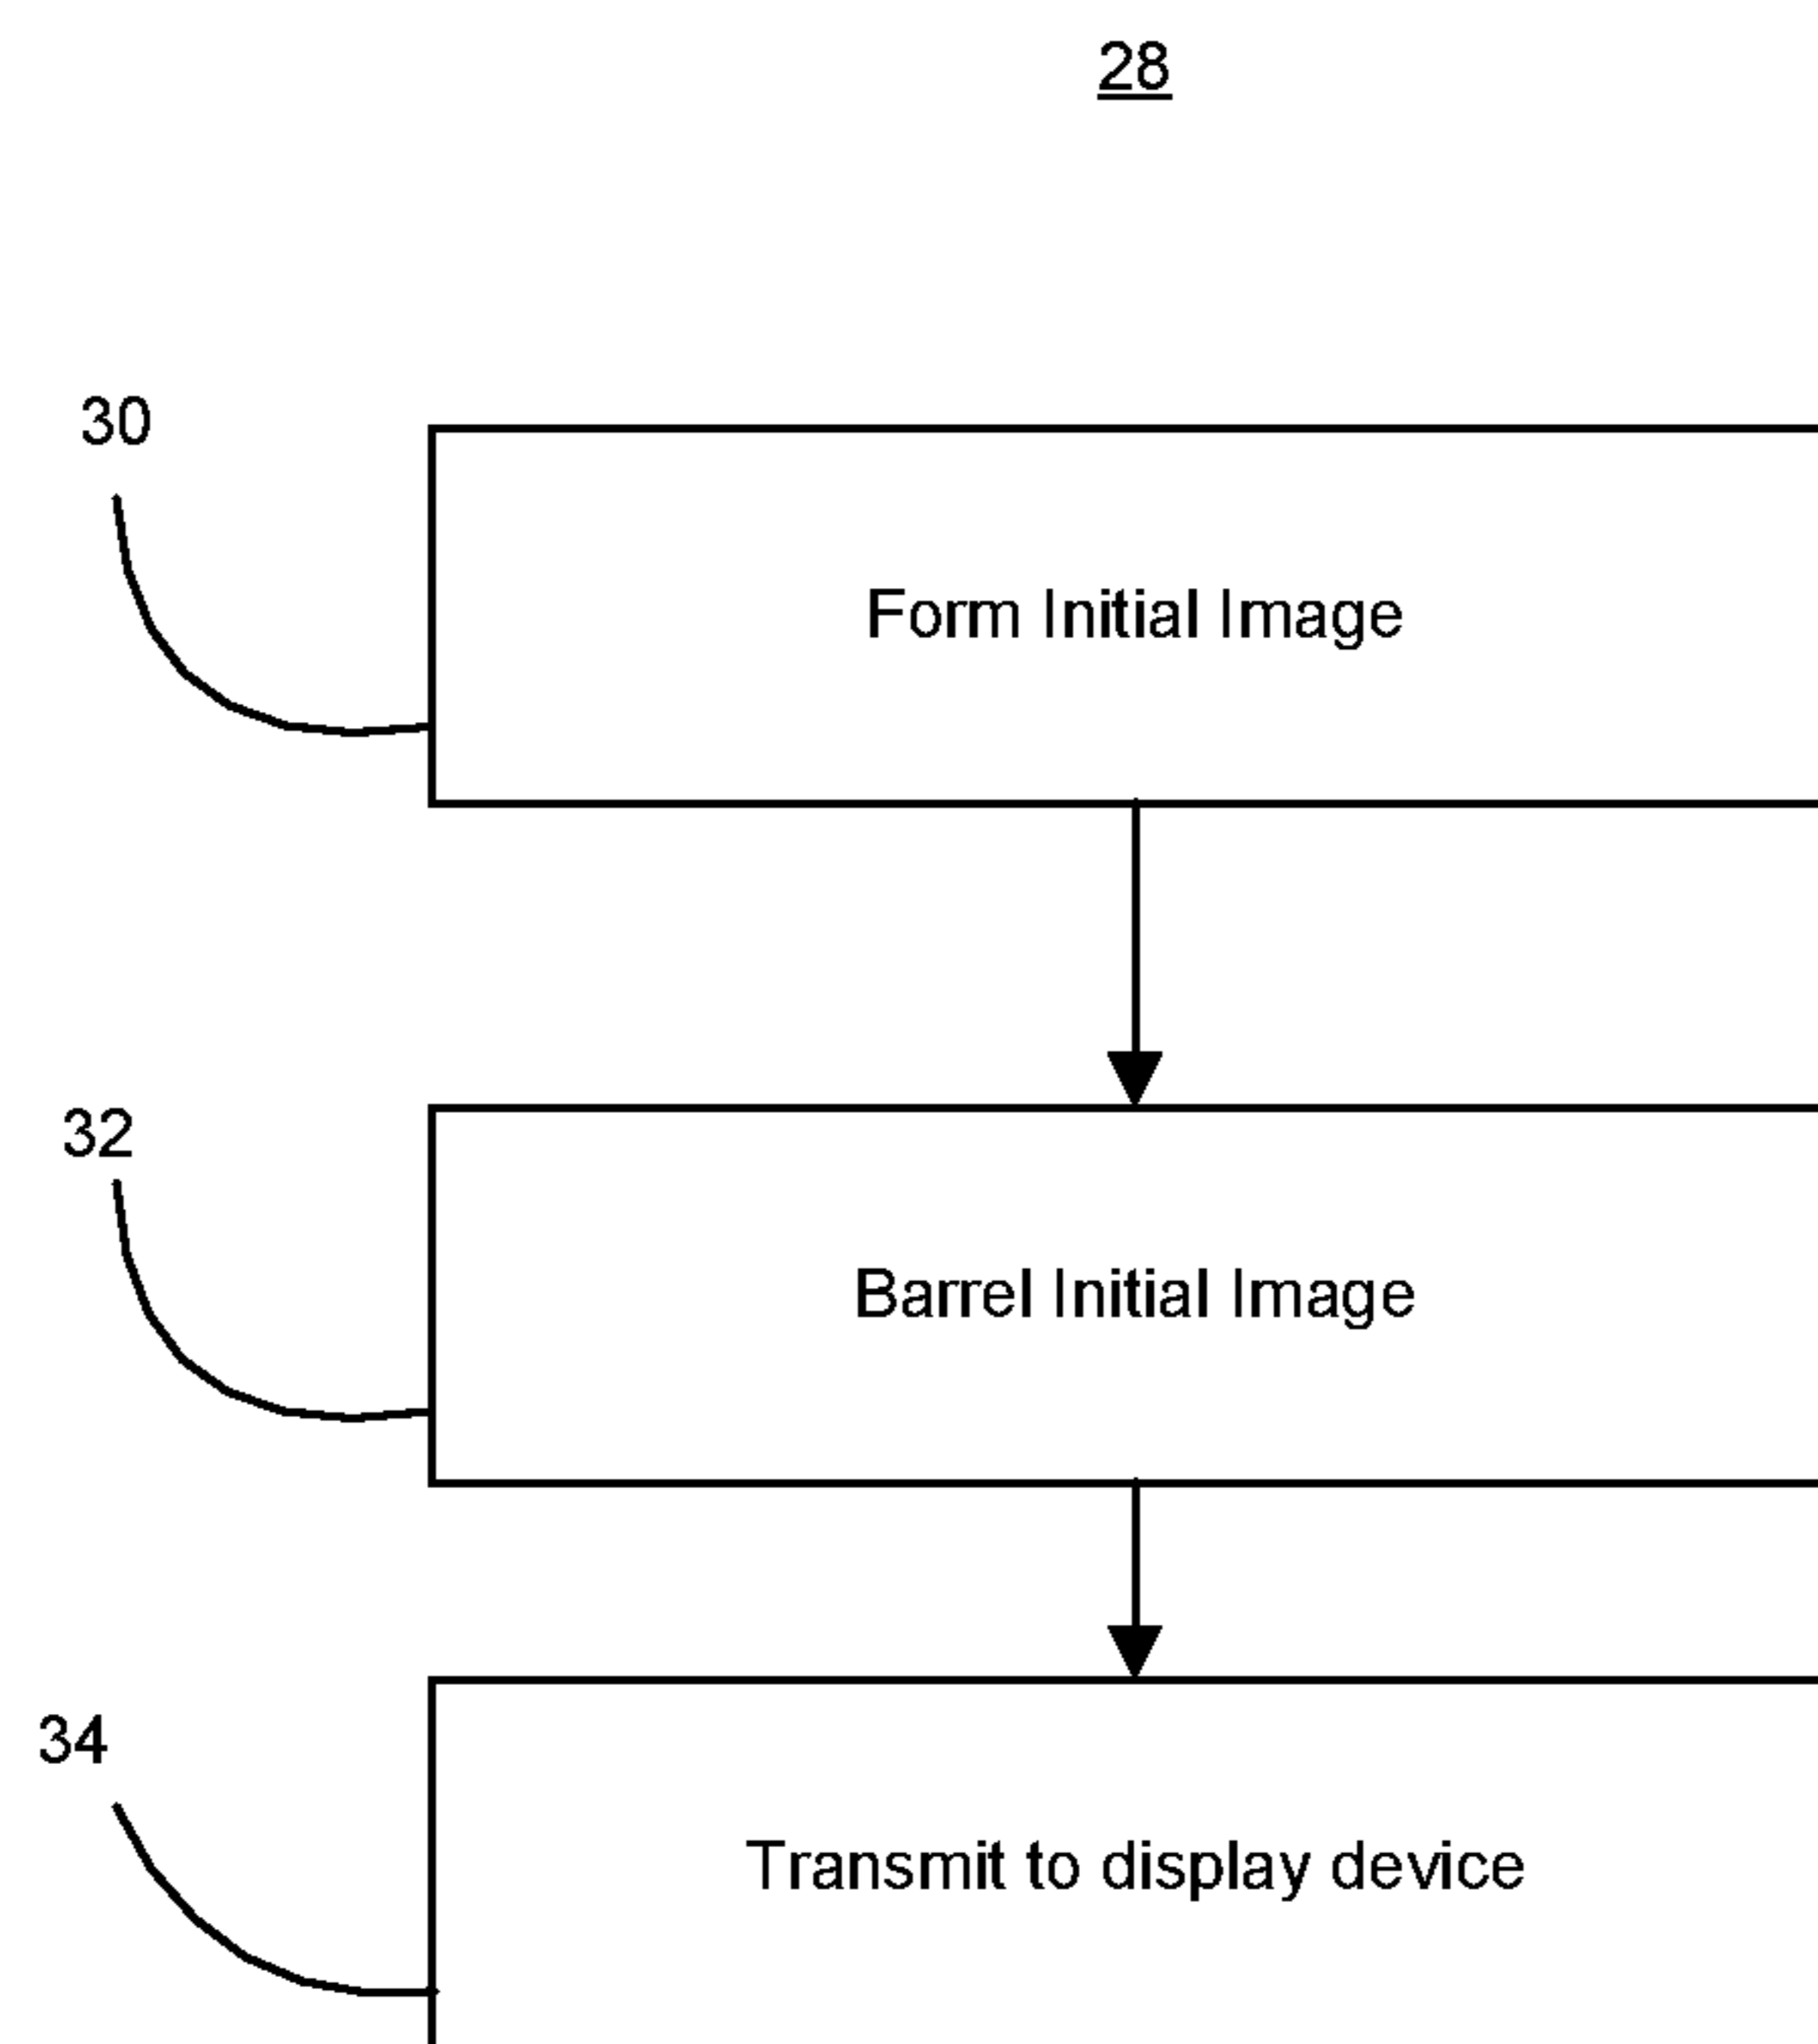 28
30
Form Initial Image
32
Barrel Initial Image
34
Transmit to display device